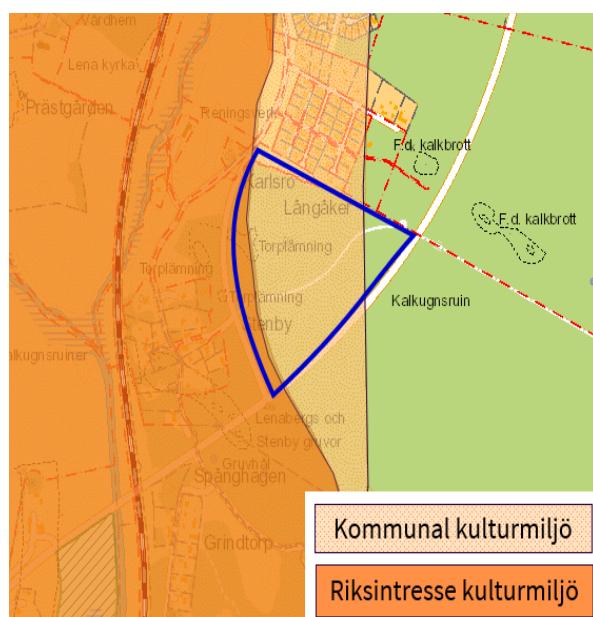 Vårdhem
Lena kyrka
Prästgården
Reningsverk
F.d. kalkbrott
Karlsro
Långåker
F.d. kalkbrott
Torplämning
Torplämning
Torplämning
Kalkugnsruin
Stenby
alkugnsruiner
Lenabergs och
Stenby gruvor
Gruvhål
Spånghagen
Grindtorp
Kommunal kulturmiljö
Riksintresse kulturmiljö